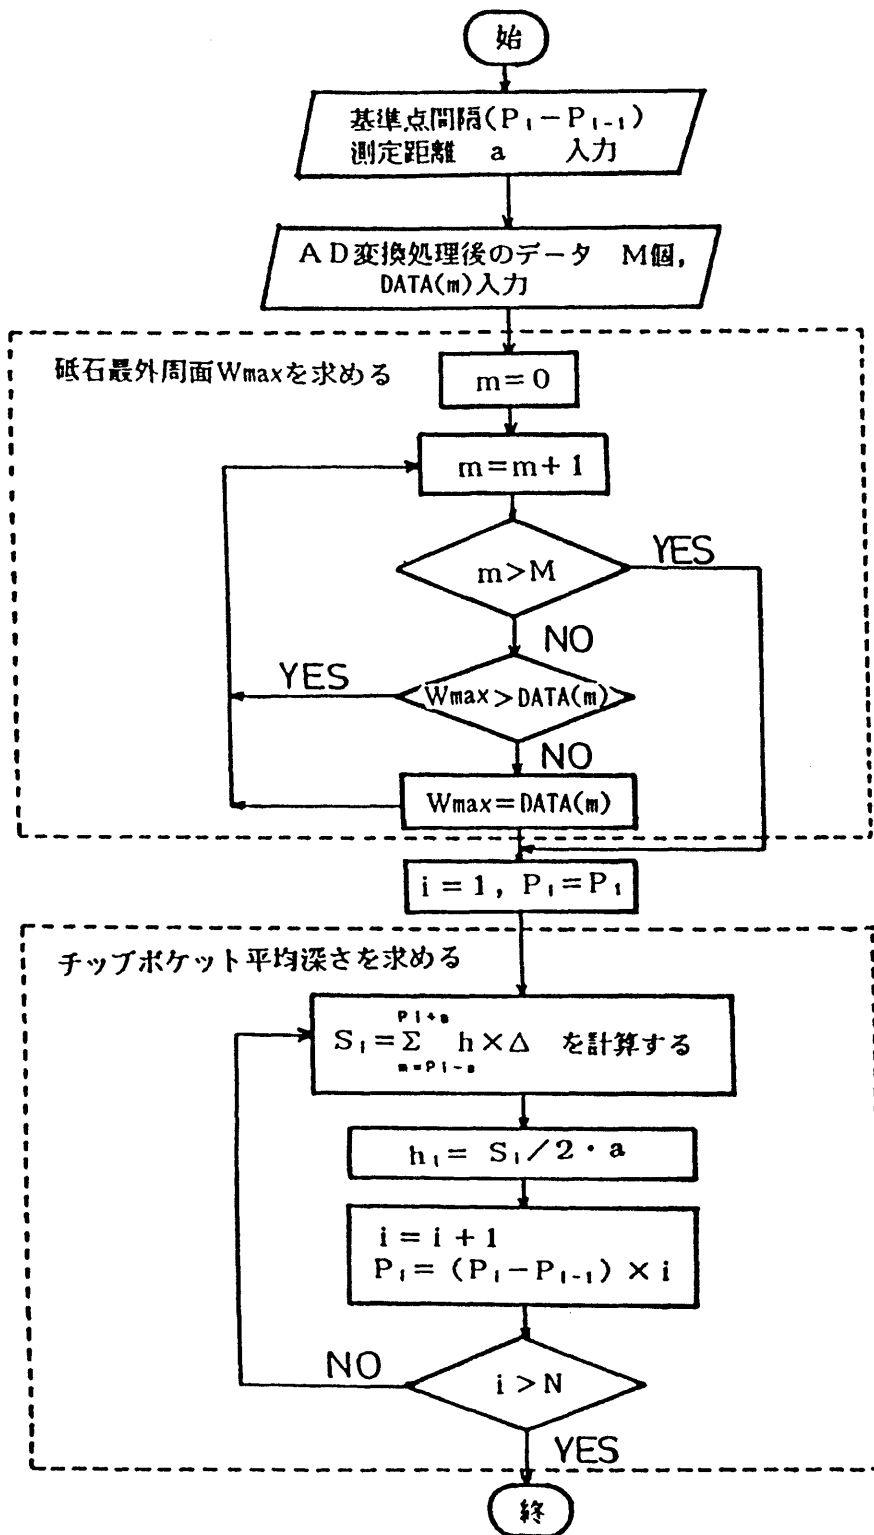 始
基準点間隔(P₁−P₁₋₁)
測定距離 a 入力
AD変換処理後のデータ M個,
DATA(m)入力
砥石最外周面Wmaxを求める
m=0
m=m+1
m>M
YES
NO
YES
Wmax>DATA(m)
NO
Wmax=DATA(m)
i=1, P₁=P₁
チップポケット平均深さを求める
Pi+a
S₁=Σ h×Δ を計算する
m=Pi-a
h₁= S₁/2・a
i=i+1
P₁=(P₁−P₁₋₁)×i
NO
i>N
YES
終